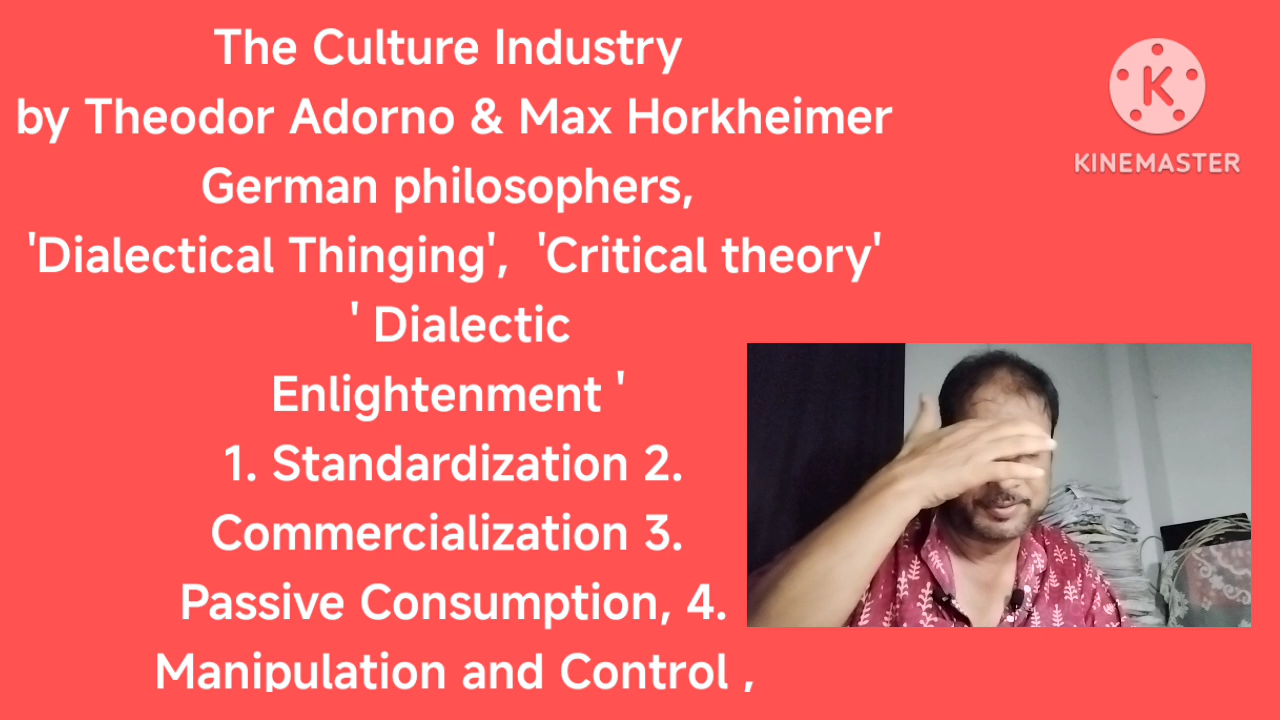 The Culture Industry
by Theodor Adorno & Max Horkheimer
German philosophers,
'Dialectical Thinging', 'Critical theory'
' Dialectic
Enlightenment '
1. Standardization 2.
Commercialization 3.
Passive Consumption, 4.
Manipulation and Control ,
K
KINEMASTER